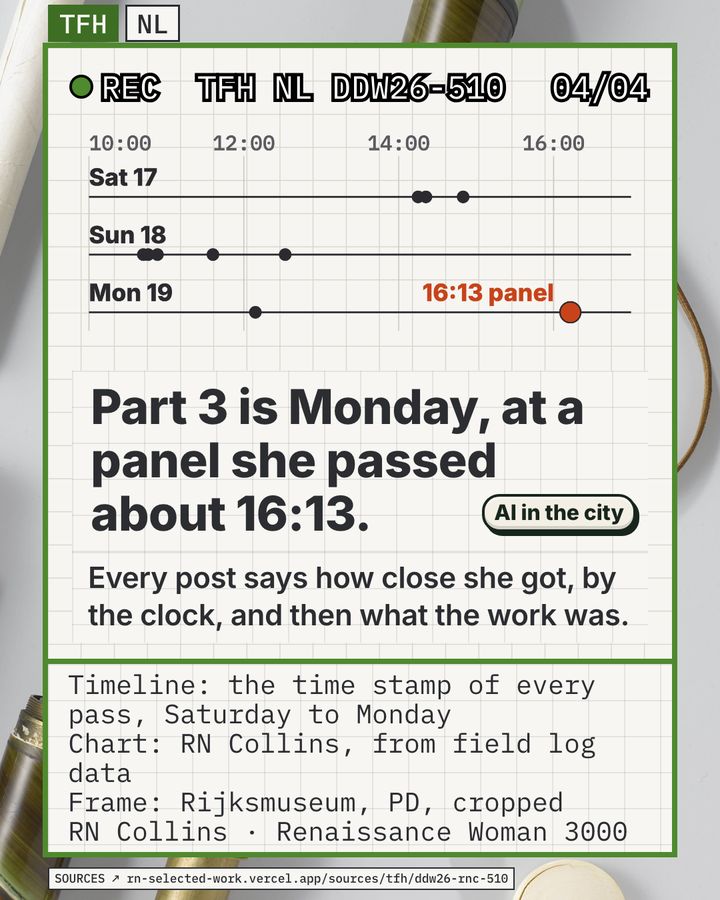 TFH NL
REC TFH NL DDW26-510 04/04
10:00 12:00 14:00 16:00
Sat 17
Sun 18
Mon 19 16:13 panel
Part 3 is Monday, at a
panel she passed
about 16:13.
AI in the city
Every post says how close she got, by
the clock, and then what the work was.
Timeline: the time stamp of every
pass, Saturday to Monday
Chart: RN Collins, from field log
data
Frame: Rijksmuseum, PD, cropped
RN Collins · Renaissance Woman 3000
SOURCES ↗ rn-selected-work.vercel.app/sources/tfh/ddw26-rnc-510